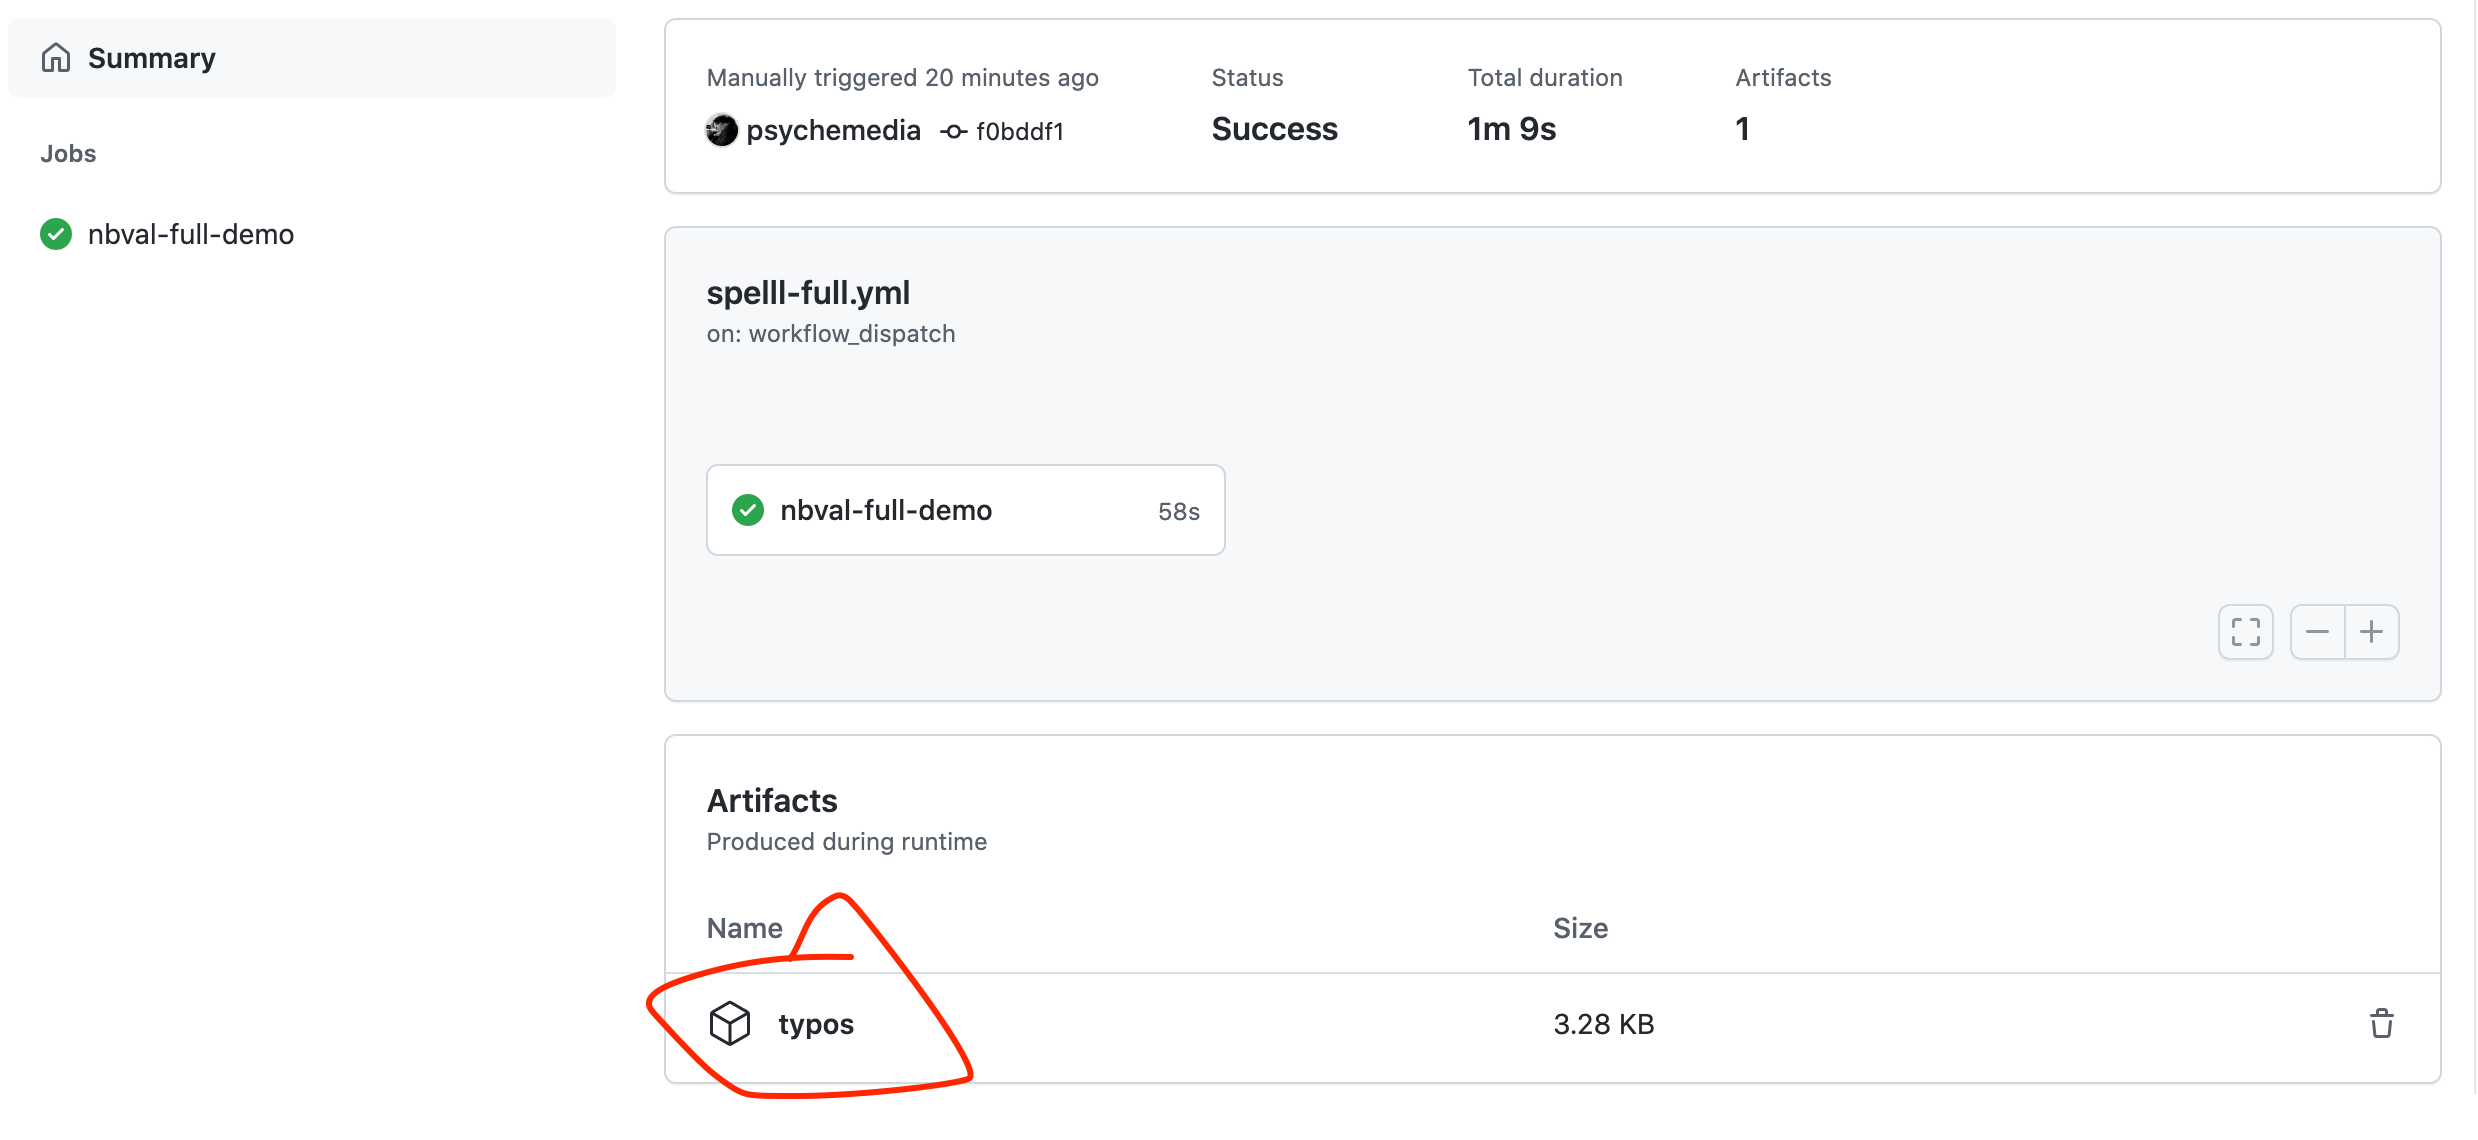 Summary
Jobs
nbval-full-demo
Manually triggered 20 minutes ago
psychemedia f0bddf1
Status
Success
Total duration
1m 9s
Artifacts
1
spelll-full.yml
on: workflow_dispatch
nbval-full-demo 58s
Artifacts
Produced during runtime
Name Size
typos 3.28 KB